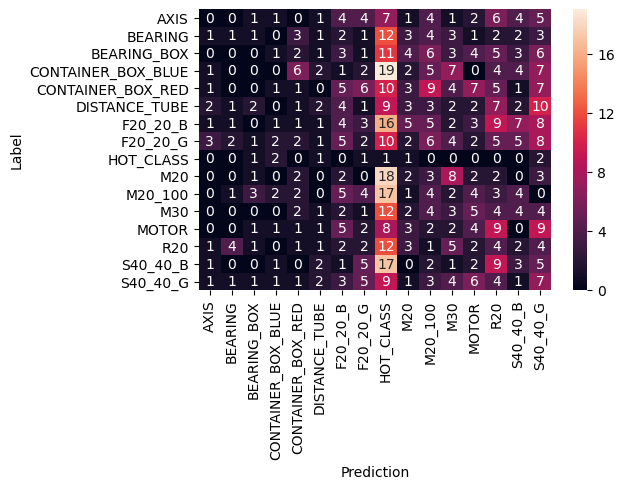 AXIS 0 0 1 1 0 1 4 4 7 1 4 1 2 6 4 5
BEARING 1 1 1 0 3 1 2 1 12 3 4 3 1 2 2 3
BEARING_BOX 0 0 0 1 2 1 3 1 11 4 6 3 4 5 3 6
CONTAINER_BOX_BLUE 1 0 0 0 6 2 1 2 19 2 5 7 0 4 4 7
CONTAINER_BOX_RED 1 0 0 1 1 0 5 6 10 3 9 4 7 5 1 7
DISTANCE_TUBE 2 1 2 0 1 2 4 1 9 3 3 2 2 7 2 10
F20_20_B 1 1 0 1 1 1 4 3 16 5 5 2 3 9 7 8
F20_20_G 3 2 1 2 2 1 5 2 10 2 6 4 2 5 5 8
HOT_CLASS 0 0 1 2 0 1 0 1 1 1 0 0 0 0 0 2
M20 0 0 1 0 2 0 2 0 18 2 3 8 2 2 0 3
M20_100 0 1 3 2 2 0 5 4 17 1 4 2 4 3 4 0
M30 0 0 0 0 2 1 2 1 12 2 4 3 5 4 4 4
MOTOR 0 0 1 1 1 1 5 2 8 3 2 2 4 9 0 9
R20 1 4 1 0 1 1 2 2 12 3 1 5 2 4 2 4
S40_40_B 1 0 0 1 0 2 1 5 17 0 2 1 2 9 3 5
S40_40_G 1 1 1 1 1 2 3 5 9 1 3 4 6 4 1 7
Label
AXIS
BEARING
BEARING_BOX
CONTAINER_BOX_BLUE
CONTAINER_BOX_RED
DISTANCE_TUBE
F20_20_B
F20_20_G
HOT_CLASS
M20
M20_100
M30
MOTOR
R20
S40_40_B
S40_40_G
Prediction
16
12
8
4
0